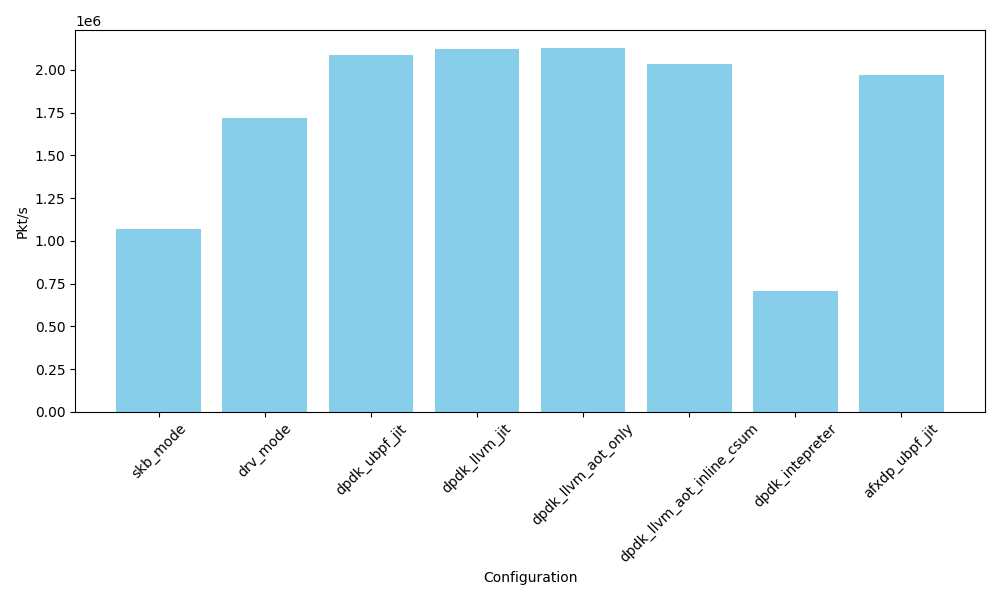 1e6
2.00
1.75
1.50
1.25
1.00
0.75
0.50
0.25
0.00
Pkt/s
skb_mode
drv_mode
dpdk_ubpf_jit
dpdk_llvm_jit
dpdk_llvm_aot_only
dpdk_llvm_aot_inline_csum
dpdk_intepreter
afxdp_ubpf_jit
Configuration